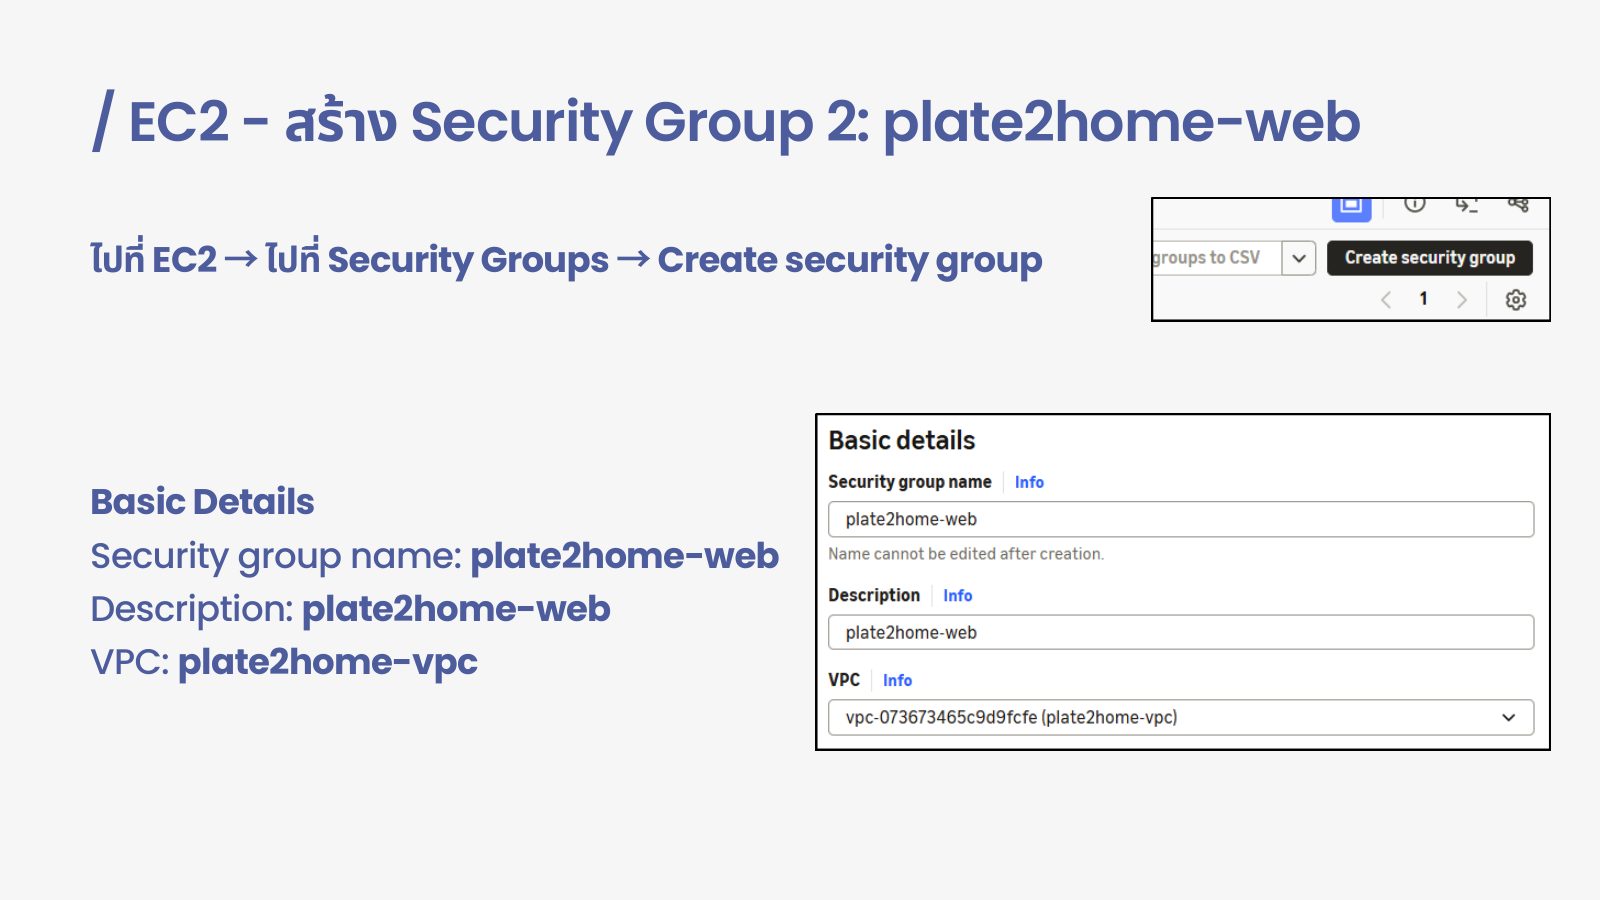 / EC2 - สร้าง Security Group 2: plate2home-web
ไปที่ EC2 → ไปที่ Security Groups → Create security group
groups to CSV
Create security group
1
Basic Details
Security group name: plate2home-web
Description: plate2home-web
VPC: plate2home-vpc
Basic details
Security group name Info
plate2home-web
Name cannot be edited after creation.
Description Info
plate2home-web
VPC Info
vpc-073673465c9d9fcfe (plate2home-vpc)